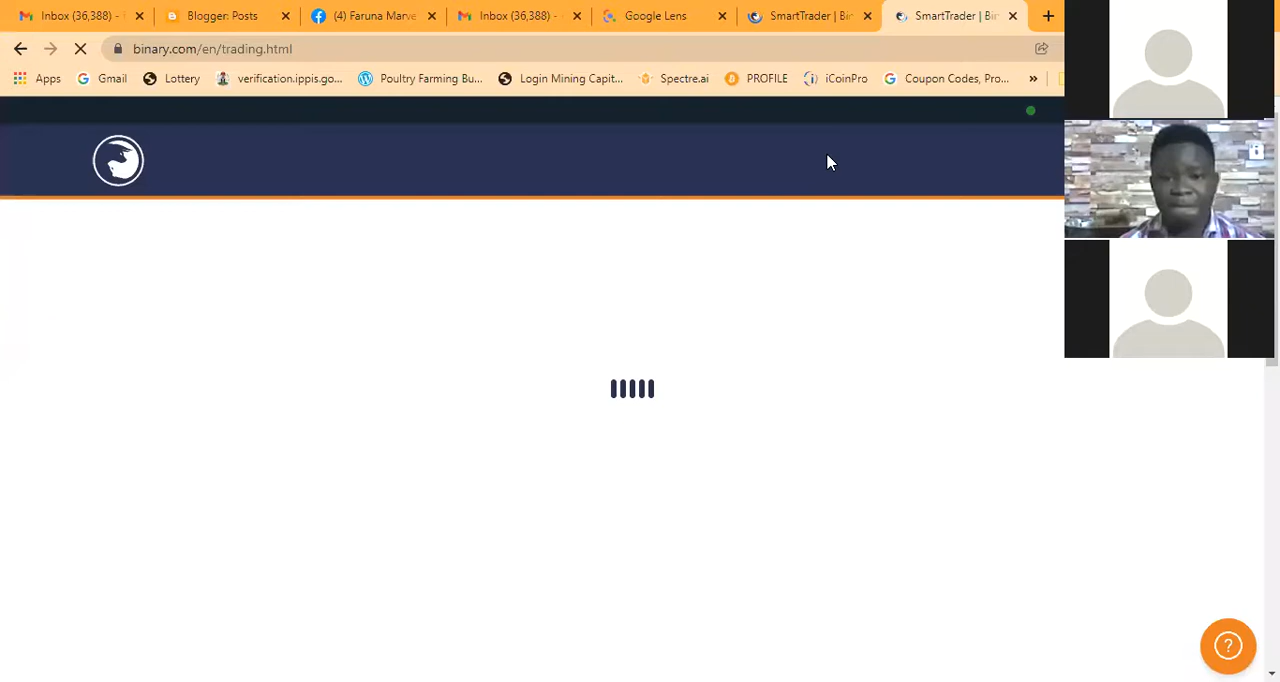 Inbox (36,388) -
Blogger: Posts
(4) Faruna Marve
Inbox (36,388) -
Google Lens
SmartTrader | Bin
SmartTrader | Bin
binary.com/en/trading.html
Apps
Gmail
Lottery
verification.ippis.go...
Poultry Farming Bu...
Login Mining Capit...
Spectre.ai
PROFILE
iCoinPro
Coupon Codes, Pro...
»
?